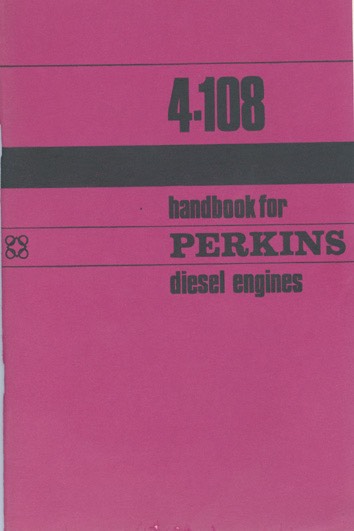 4·108
handbook for
PERKINS
diesel engines